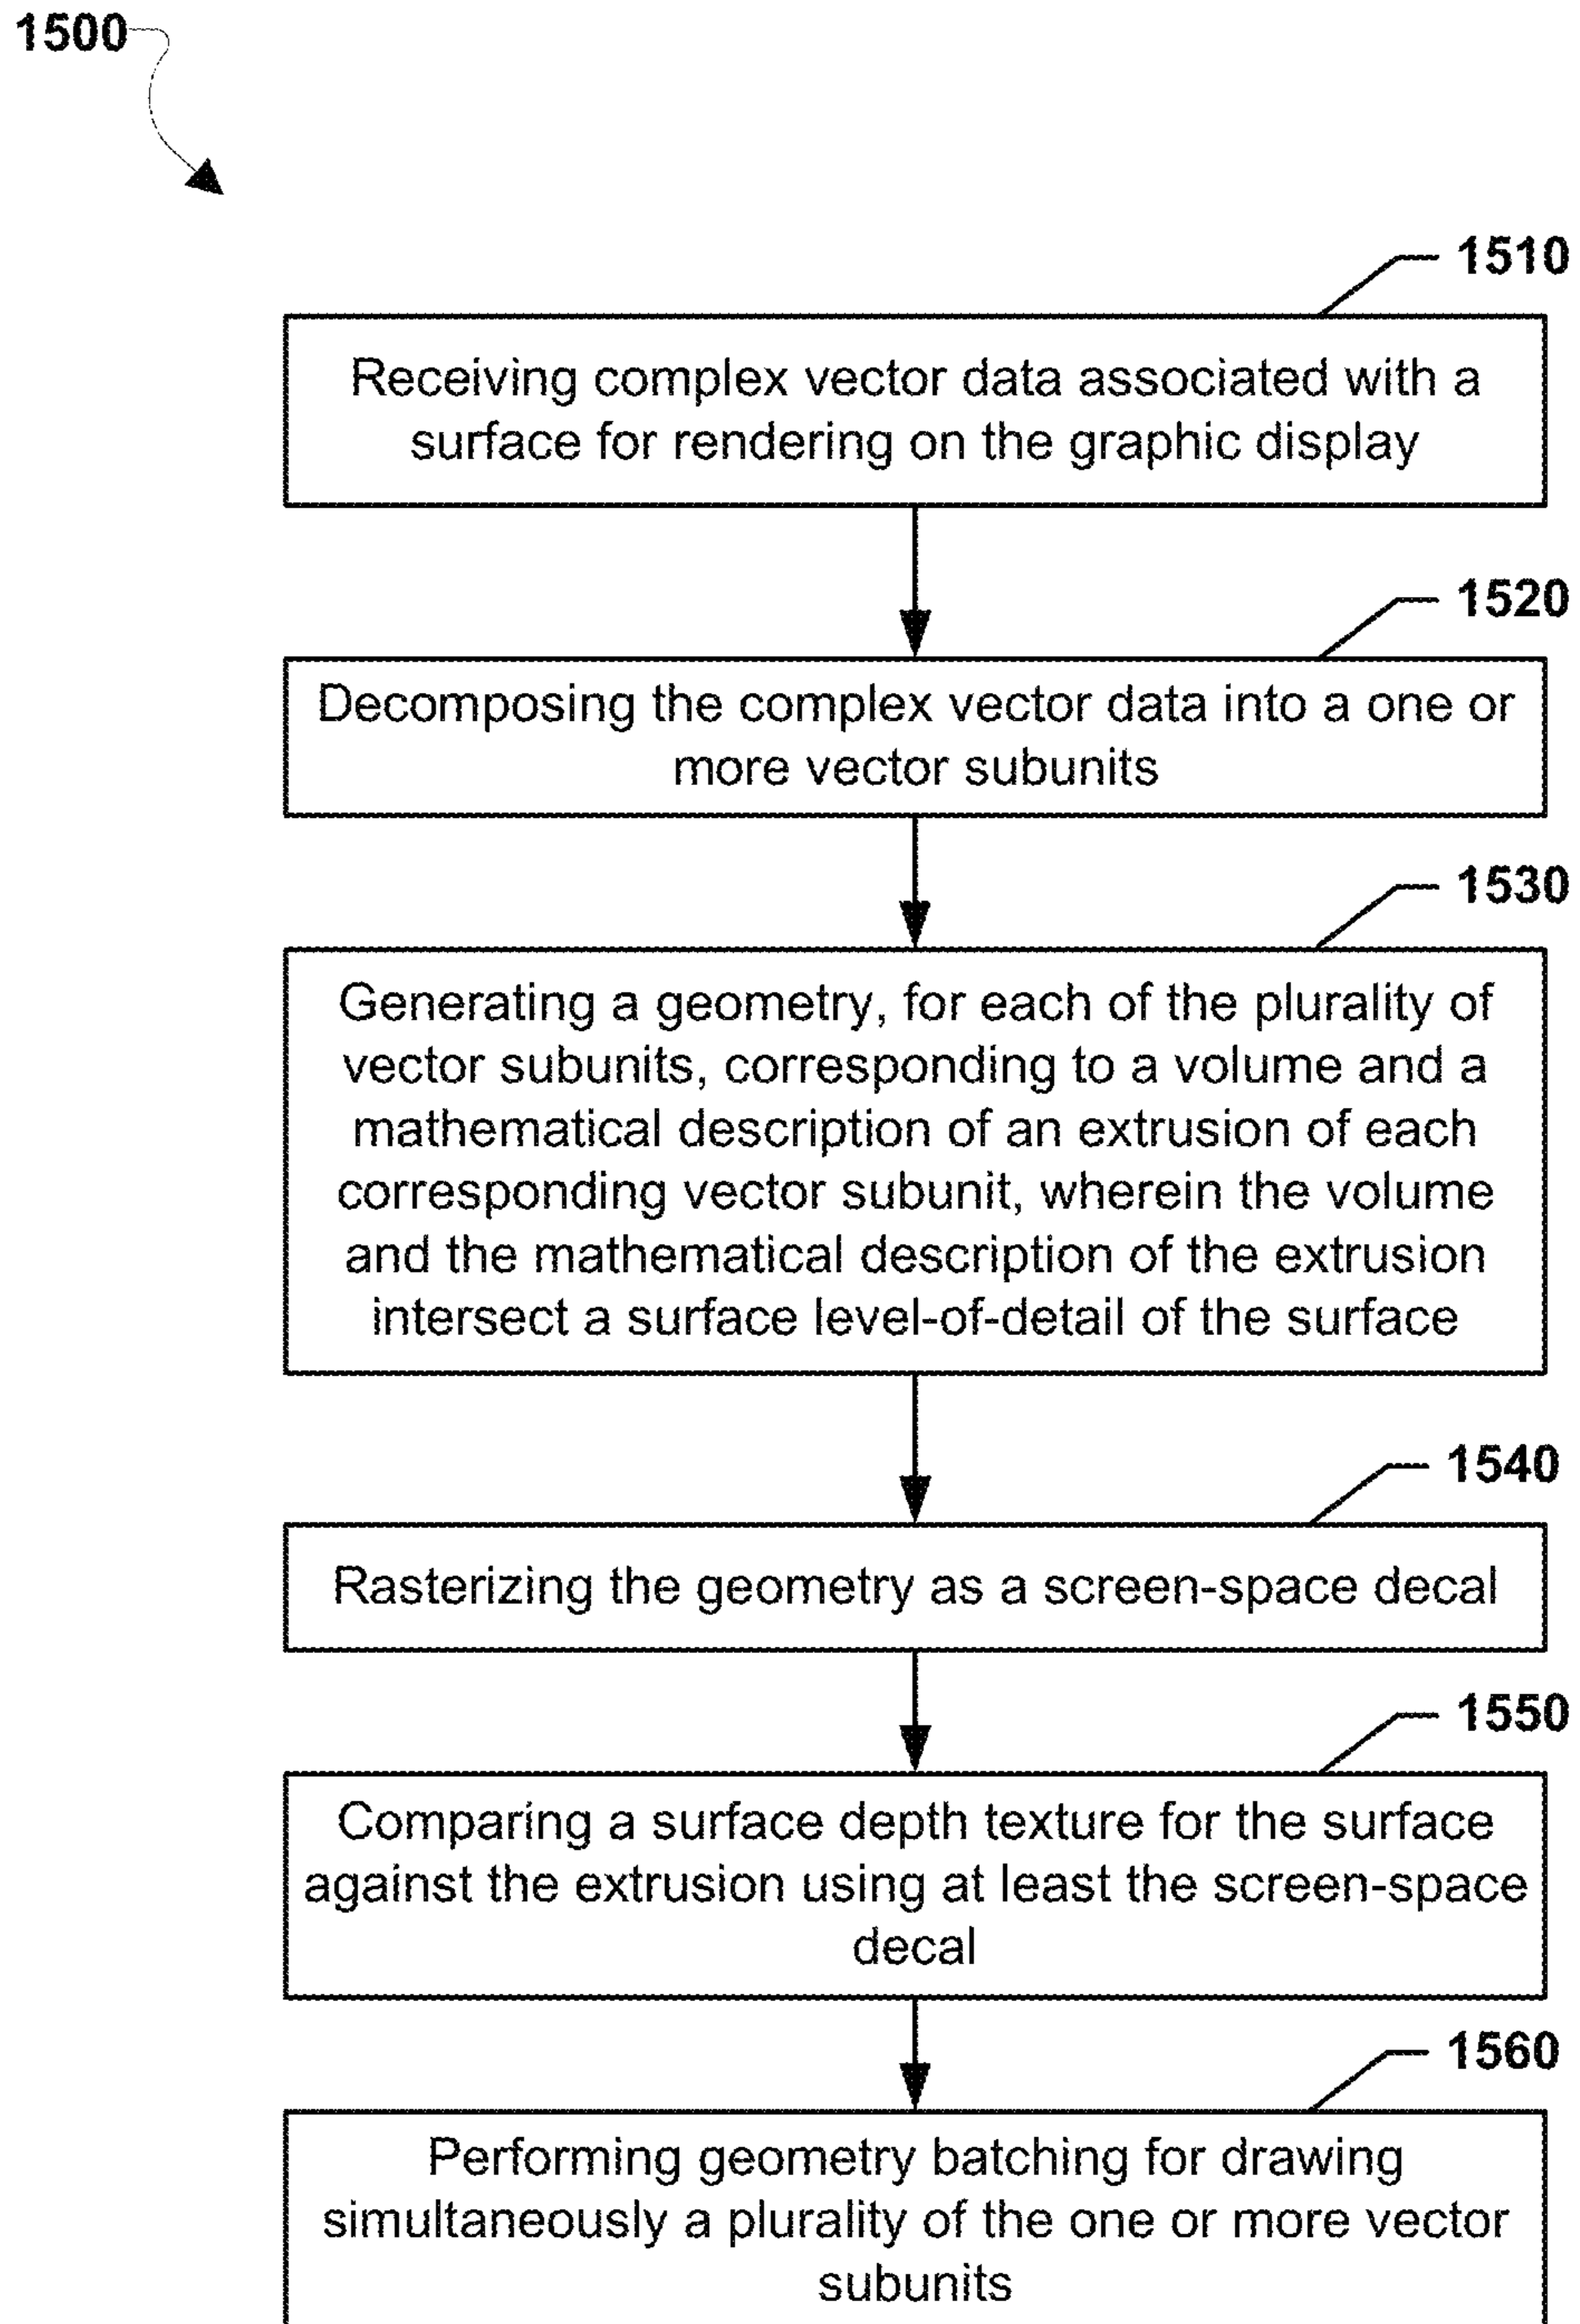 1500
1510
Receiving complex vector data associated with a
surface for rendering on the graphic display
1520
Decomposing the complex vector data into a one or
more vector subunits
1530
Generating a geometry, for each of the plurality of
vector subunits, corresponding to a volume and a
mathematical description of an extrusion of each
corresponding vector subunit, wherein the volume
and the mathematical description of the extrusion
intersect a surface level-of-detail of the surface
1540
Rasterizing the geometry as a screen-space decal
1550
Comparing a surface depth texture for the surface
against the extrusion using at least the screen-space
decal
1560
Performing geometry batching for drawing
simultaneously a plurality of the one or more vector
subunits